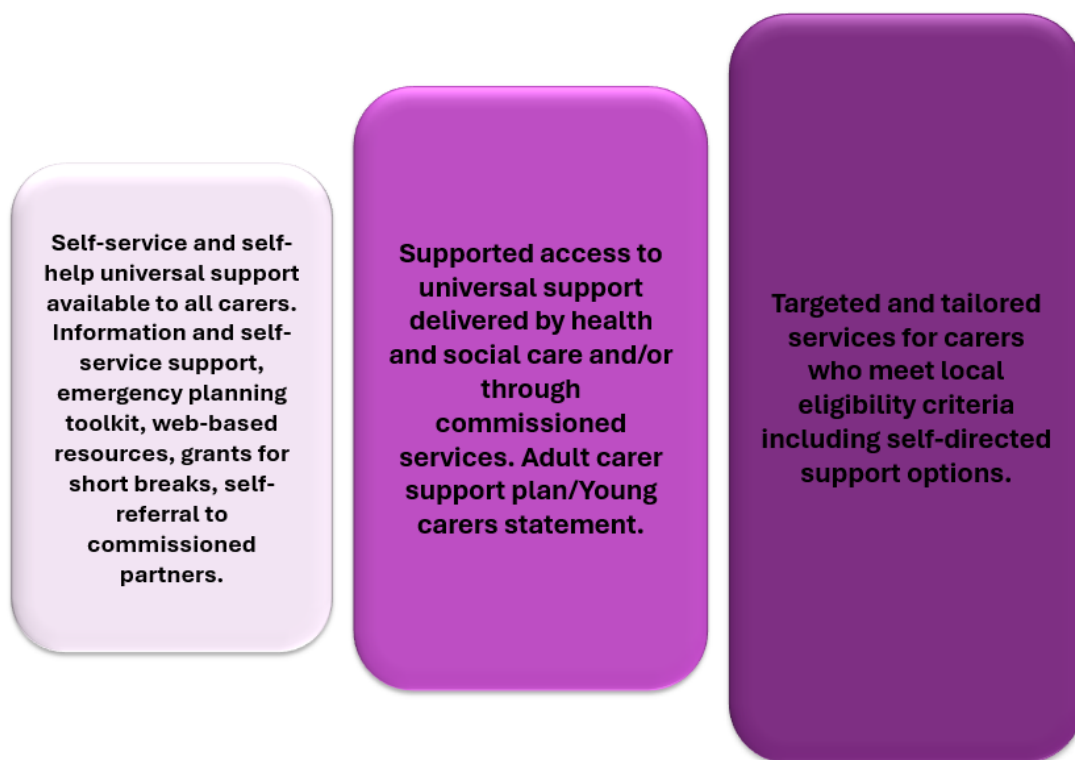 Self-service and self-
help universal support
available to all carers.
Information and self-
service support,
emergency planning
toolkit, web-based
resources, grants for
short breaks, self-
referral to
commissioned
partners.
Supported access to
universal support
delivered by health
and social care and/or
through
commissioned
services. Adult carer
support plan/Young
carers statement.
Targeted and tailored
services for carers
who meet local
eligibility criteria
including self-directed
support options.